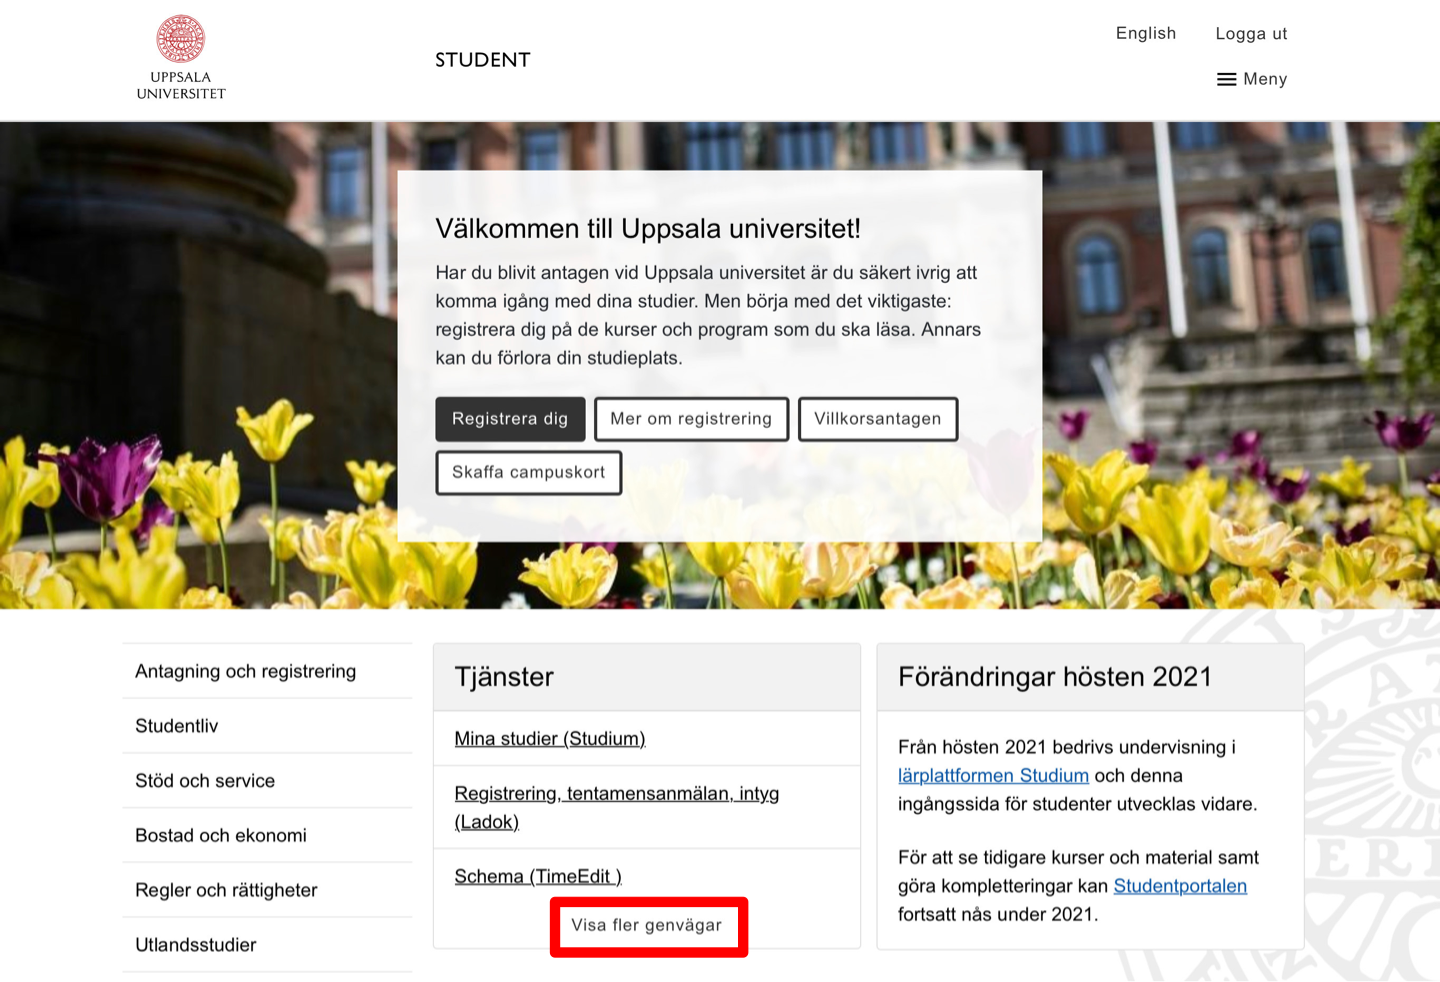 UPPSALA
UNIVERSITET
STUDENT
English
Logga ut
Meny
Välkommen till Uppsala universitet!
Har du blivit antagen vid Uppsala universitet är du säkert ivrig att
komma igång med dina studier. Men börja med det viktigaste:
registrera dig på de kurser och program som du ska läsa. Annars
kan du förlora din studieplats.
Registrera dig
Mer om registrering
Villkorsantagen
Skaffa campuskort
Antagning och registrering
Studentliv
Stöd och service
Bostad och ekonomi
Regler och rättigheter
Utlandsstudier
Tjänster
Mina studier (Studium)
Registrering, tentamensanmälan, intyg
(Ladok)
Schema (TimeEdit )
Visa fler genvägar
Förändringar hösten 2021
Från hösten 2021 bedrivs undervisning i
lärplattformen Studium och denna
ingångssida för studenter utvecklas vidare.
För att se tidigare kurser och material samt
göra kompletteringar kan Studentportalen
fortsatt nås under 2021.